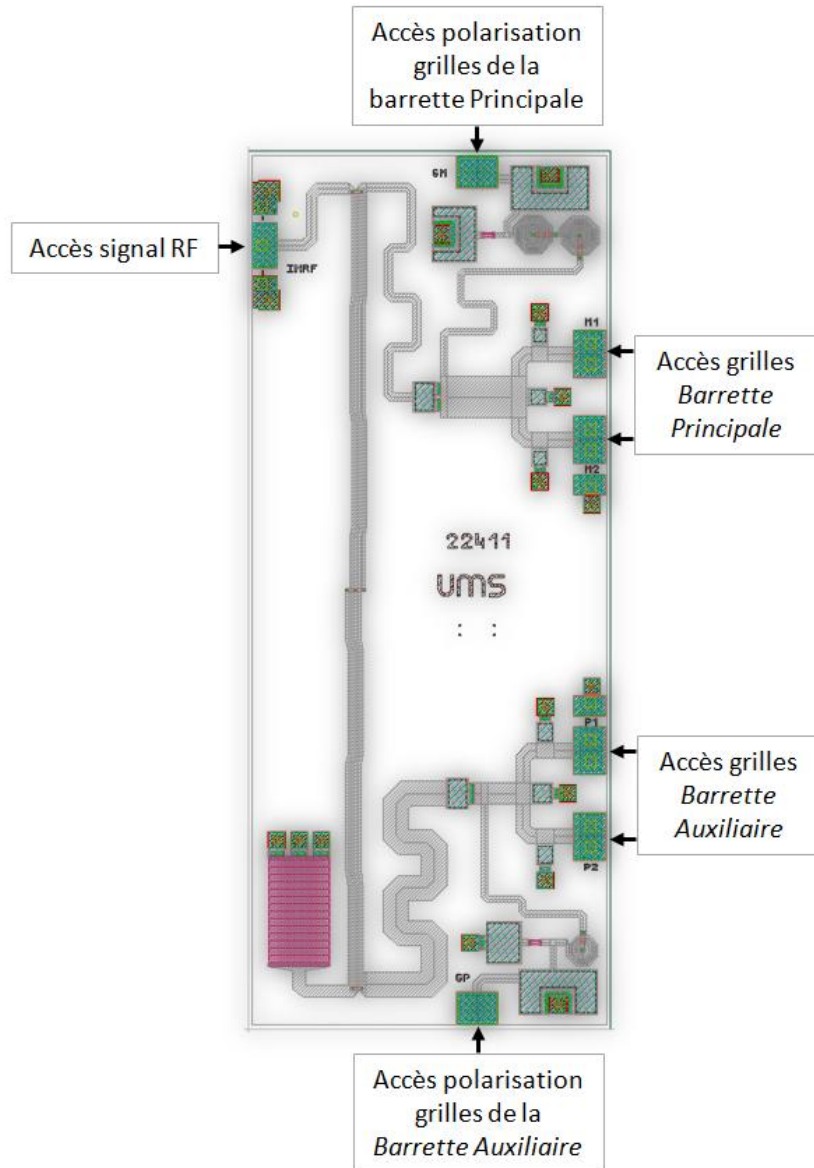 Accès polarisation
grilles de la
barrette Principale
GM
Accès signal RF
INRF
M1
Accès grilles
Barrette
Principale
M2
22411
ums
: :
P1
Accès grilles
Barrette
Auxiliaire
P2
GP
Accès polarisation
grilles de la
Barrette Auxiliaire